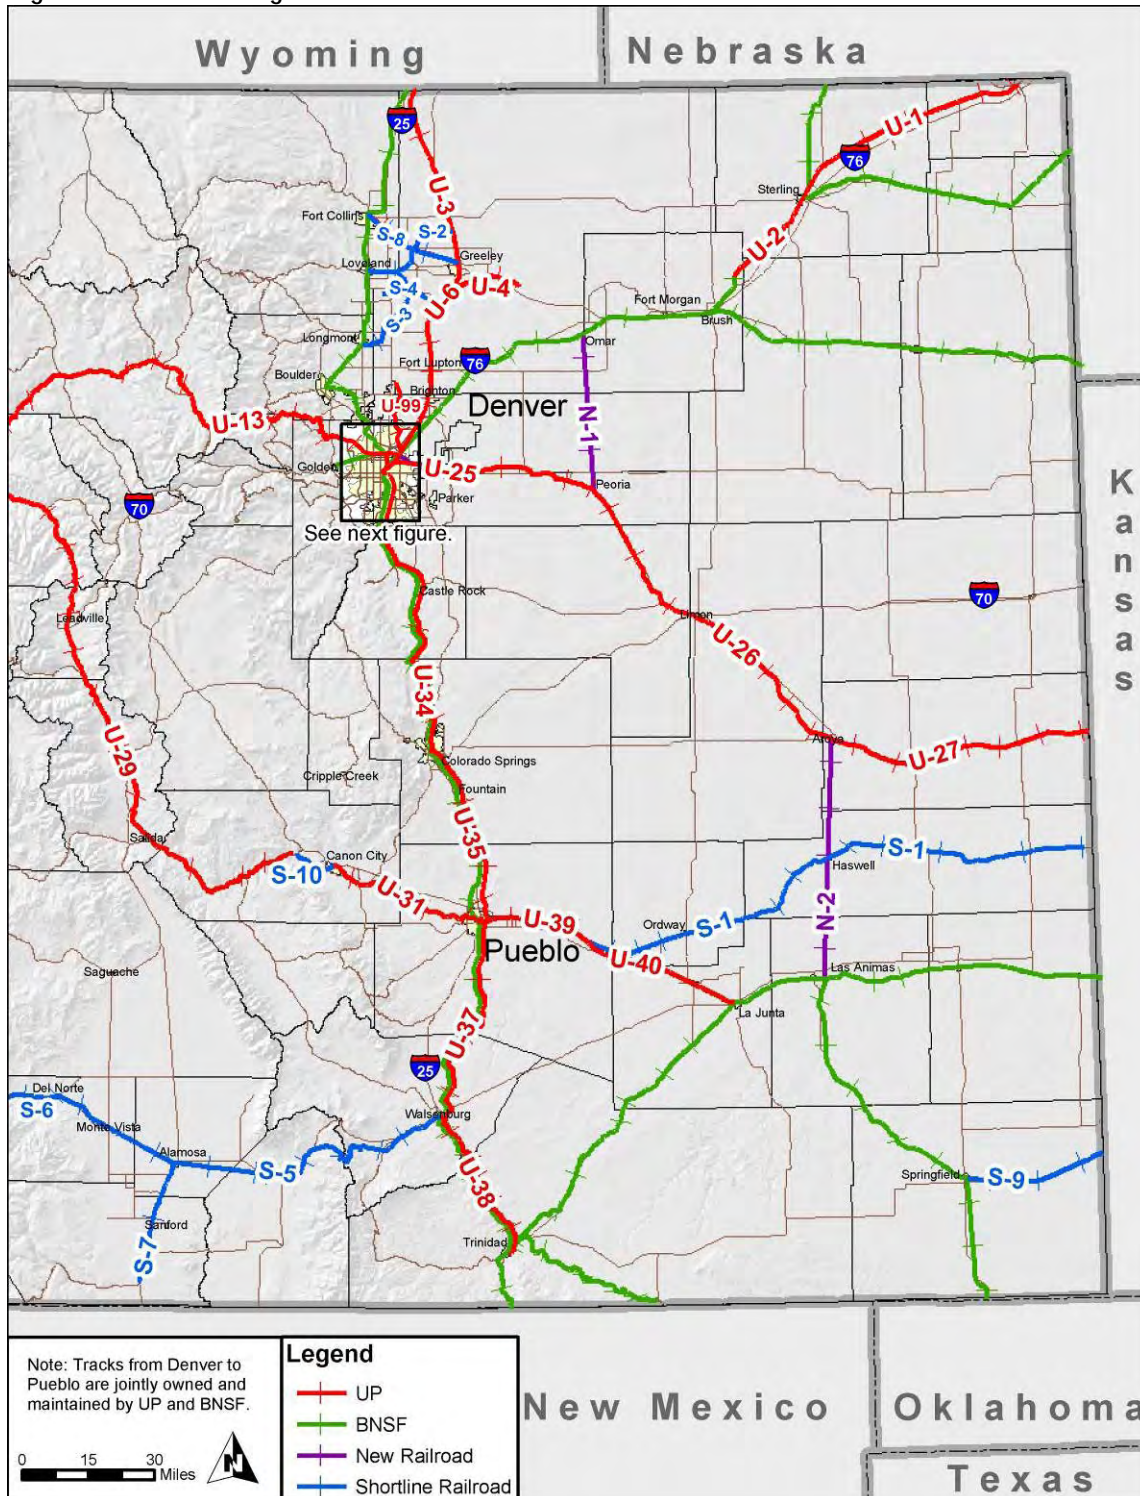 Wyoming
Nebraska
25
U-1
76
U-3
Sterling
Fort Collins
S-8
S-2
U-2
Loveland
Greeley
S-4
U-6
U-4
S-3
Fort Morgan
Brush
Longmont
Omar
Fort Lupton
76
Boulder
Brighton
U-99
Denver
N-1
U-13
Golden
U-25
Peoria
Parker
70
See next figure.
Kansas
Castle Rock
70
Leadville
Limon
U-26
U-34
U-29
Aroya
U-27
Colorado Springs
Cripple Creek
Fountain
U-35
Salida
Canon City
S-10
S-1
Haswell
U-31
N-2
U-39
Ordway
S-1
Pueblo
U-40
Saguache
Las Animas
La Junta
U-37
25
Del Norte
S-6
Walsenburg
Monte Vista
Alamosa
S-5
U-38
Springfield
S-9
Sanford
S-7
Trinidad
Note: Tracks from Denver to
Pueblo are jointly owned and
maintained by UP and BNSF.
0 15 30
Miles
N
Legend
UP
BNSF
New Railroad
Shortline Railroad
New Mexico
Oklahoma
Texas